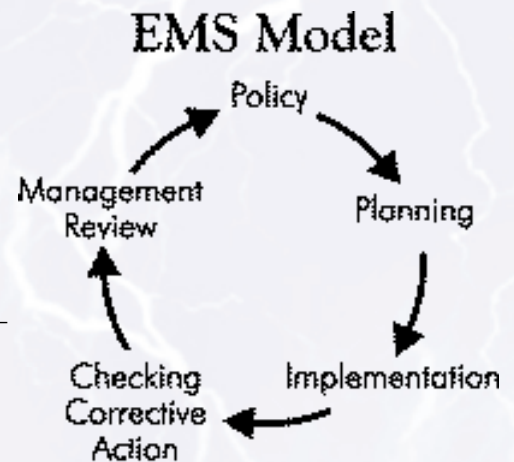 EMS Model
Policy
Planning
Implementation
Checking
Corrective
Action
Management
Review